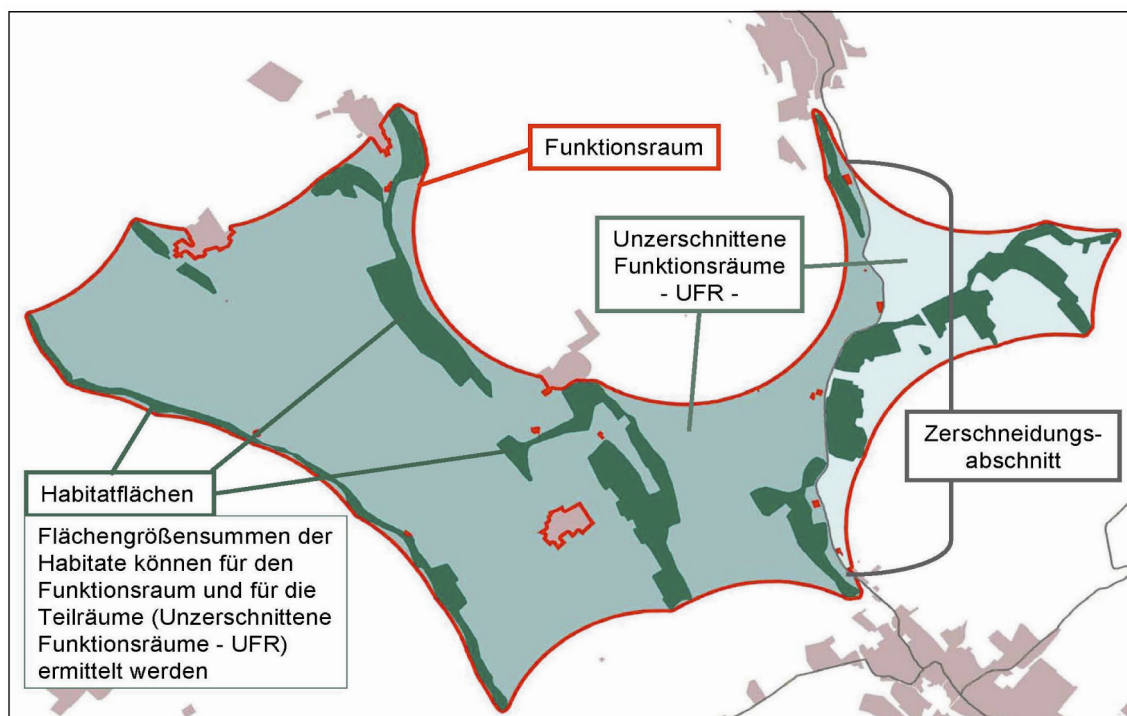 Funktionsraum
Unzerschnittene
Funktionsräume
- UFR -
Zerschneidungs-
abschnitt
Habitatflächen
Flächengrößensummen der
Habitate können für den
Funktionsraum und für die
Teilräume (Unzerschnittene
Funktionsräume - UFR)
ermittelt werden